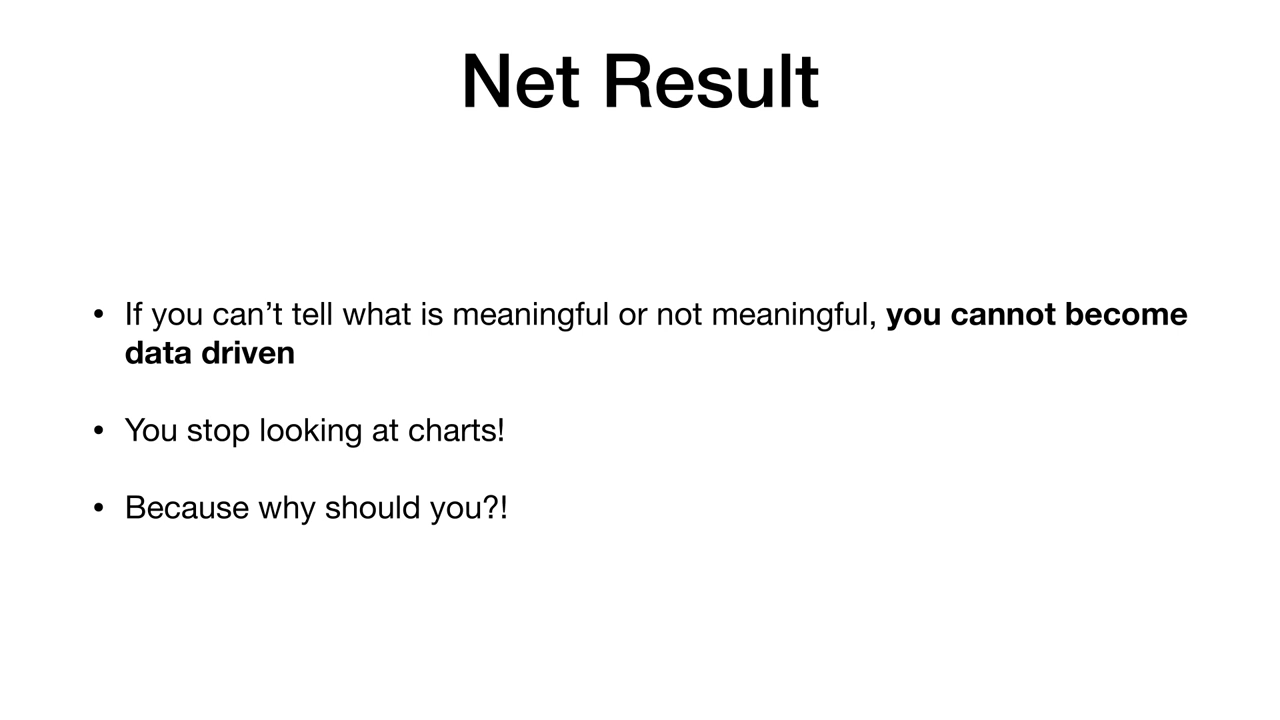 Net Result
• If you can’t tell what is meaningful or not meaningful, you cannot become
data driven
• You stop looking at charts!
• Because why should you?!